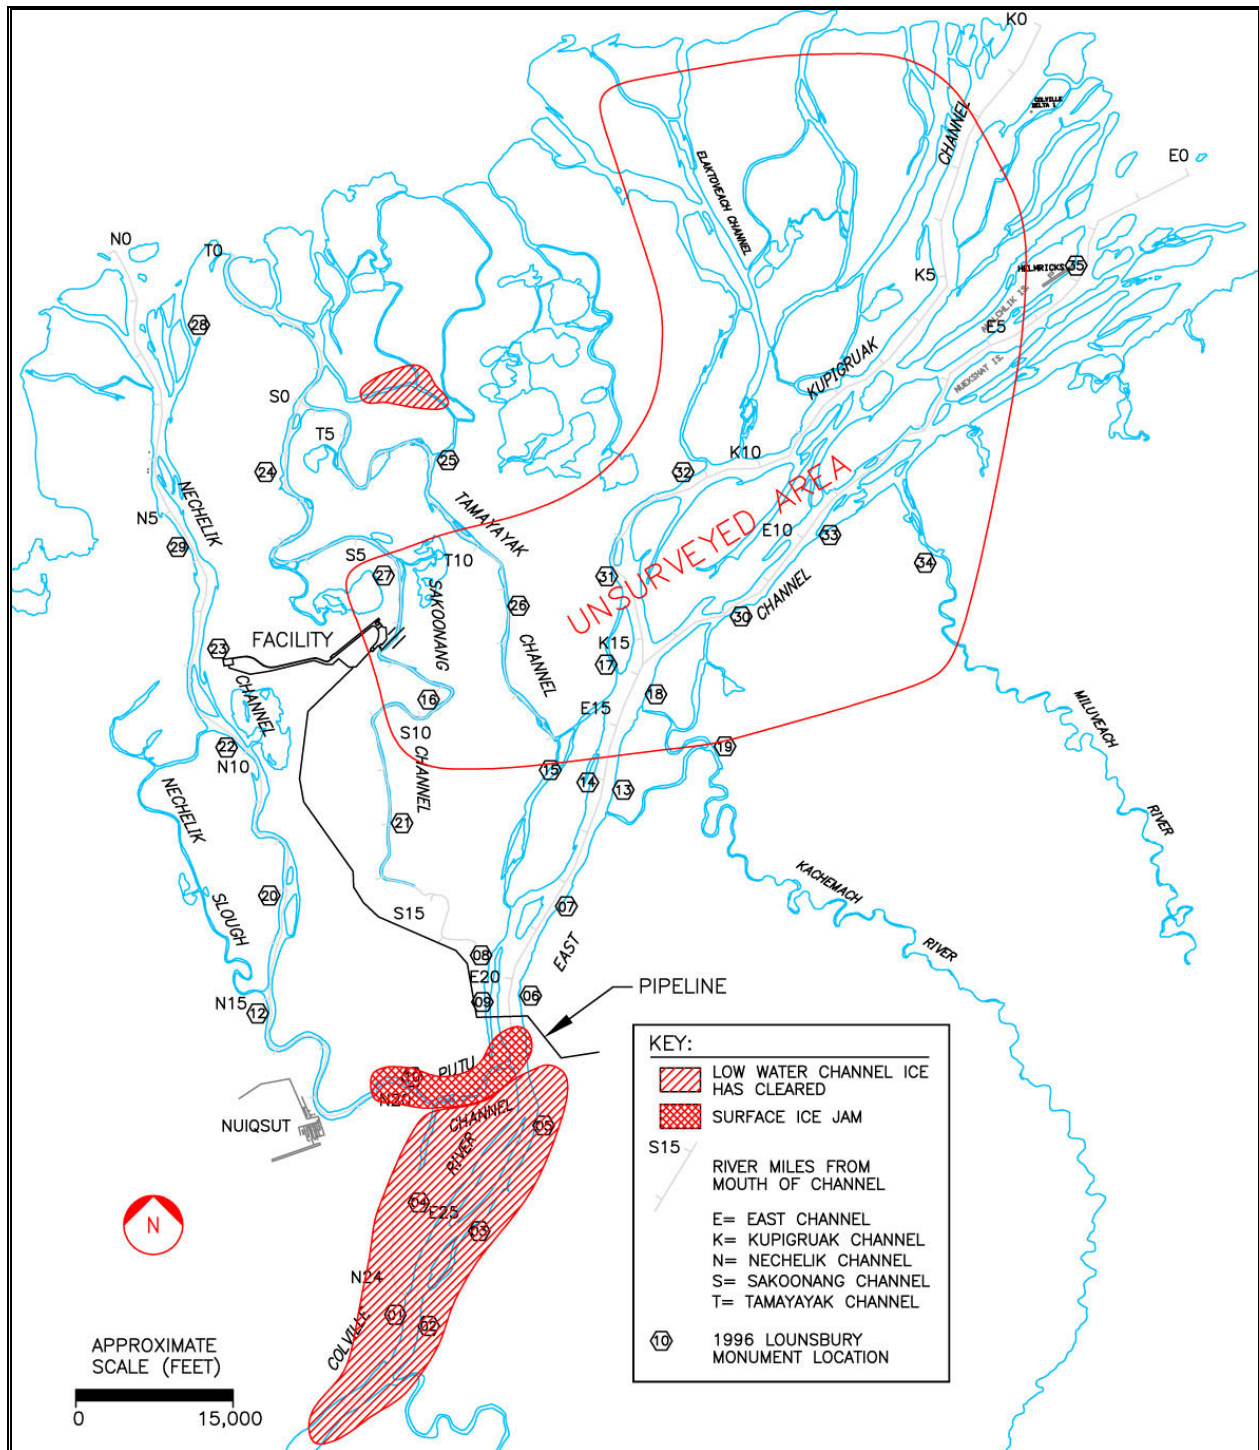 K0
COLVILLE
DELTA 1
CHANNEL
E0
ELAKTOVEACH CHANNEL
N0
T0
HELMRICKS
35
K5
28
E5
NUEKSHAT IS.
KUPIGRUAK
S0
T5
25
K10
32
24
UNSURVEYED AREA
NECHELIK
N5
TAMAYAYAK
E10
33
29
S5
T10
27
34
31
SAKOONANG
26
CHANNEL
30
FACILITY
23
K15
17
CHANNEL
CHANNEL
16
18
E15
S10
MILUVEACH
22
N10
19
15
14
13
CHANNEL
NECHELIK
21
RIVER
20
KACHEMACH
SLOUGH
S15
07
EAST
RIVER
08
E20
06
09
PIPELINE
N15
12
PUTU
10
N20
CHANNEL
NUIQSUT
05
RIVER
04
E25
03
N
N24
01
02
COLVILLE
KEY:
LOW WATER CHANNEL ICE
HAS CLEARED
SURFACE ICE JAM
S15
RIVER MILES FROM
MOUTH OF CHANNEL
E= EAST CHANNEL
K= KUPIGRUAK CHANNEL
N= NECHELIK CHANNEL
S= SAKOONANG CHANNEL
T= TAMAYAYAK CHANNEL
10
1996 LOUNSBURY
MONUMENT LOCATION
APPROXIMATE
SCALE (FEET)
0
15,000